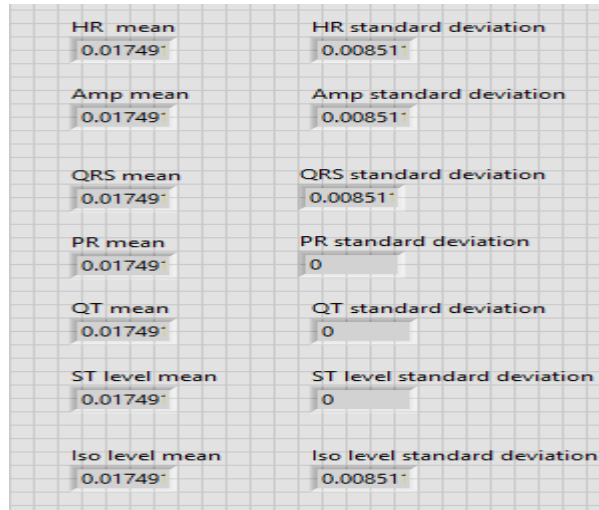 HR mean HR standard deviation
0.01749 0.00851
Amp mean Amp standard deviation
0.01749 0.00851
QRS mean QRS standard deviation
0.01749 0.00851
PR mean PR standard deviation
0.01749 0
QT mean QT standard deviation
0.01749 0
ST level mean ST level standard deviation
0.01749 0
Iso level mean Iso level standard deviation
0.01749 0.00851